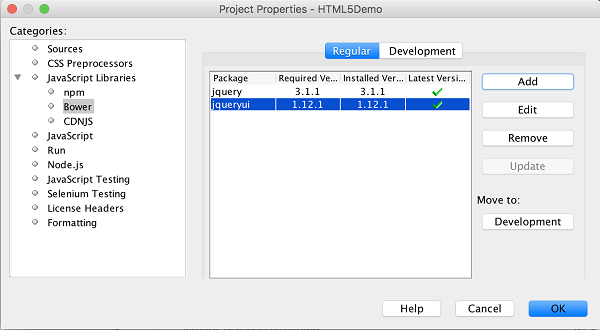 Project Properties - HTML5Demo
Categories:
Sources
CSS Preprocessors
JavaScript Libraries
npm
Bower
CDNJS
JavaScript
Run
Node.js
JavaScript Testing
Selenium Testing
License Headers
Formatting
Regular Development
Package Required Ve... Installed Ver... Latest Versi...
jquery 3.1.1 3.1.1
jqueryui 1.12.1 1.12.1
Add
Edit
Remove
Update
Move to:
Development
Help Cancel OK